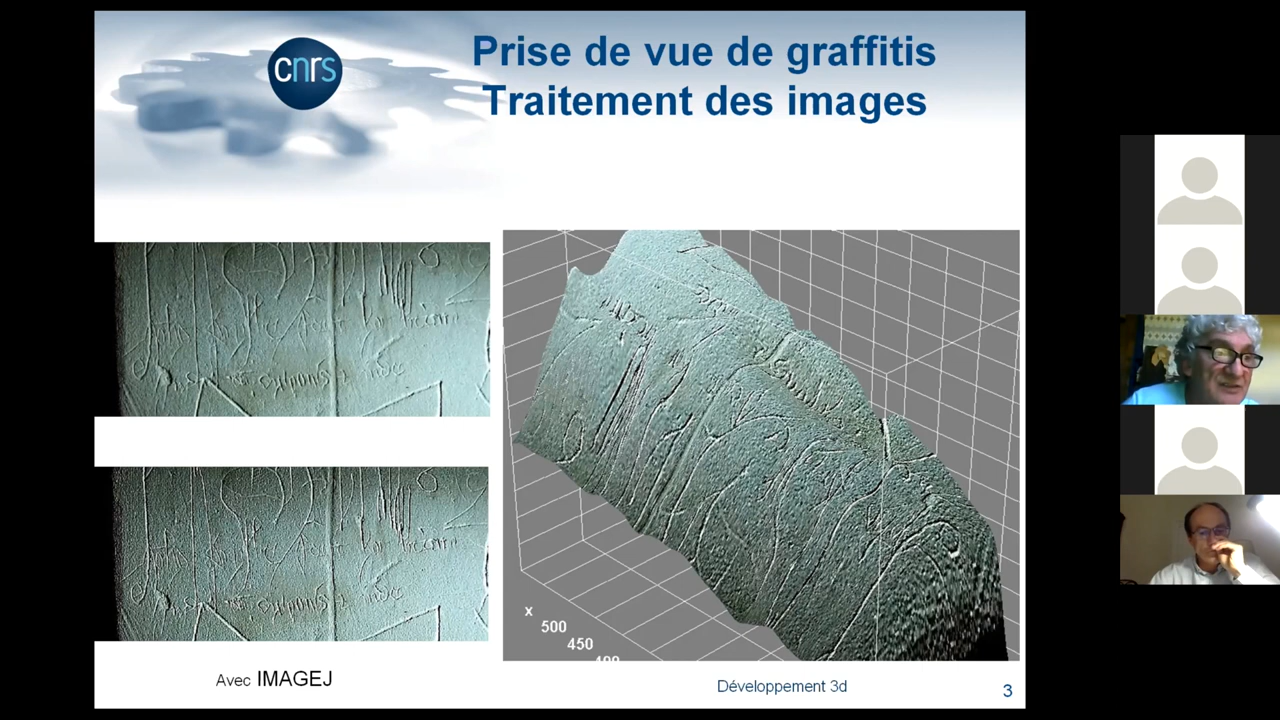 cnrs
Prise de vue de graffitis
Traitement des images
x
500
450
Avec IMAGEJ
Développement 3d
3